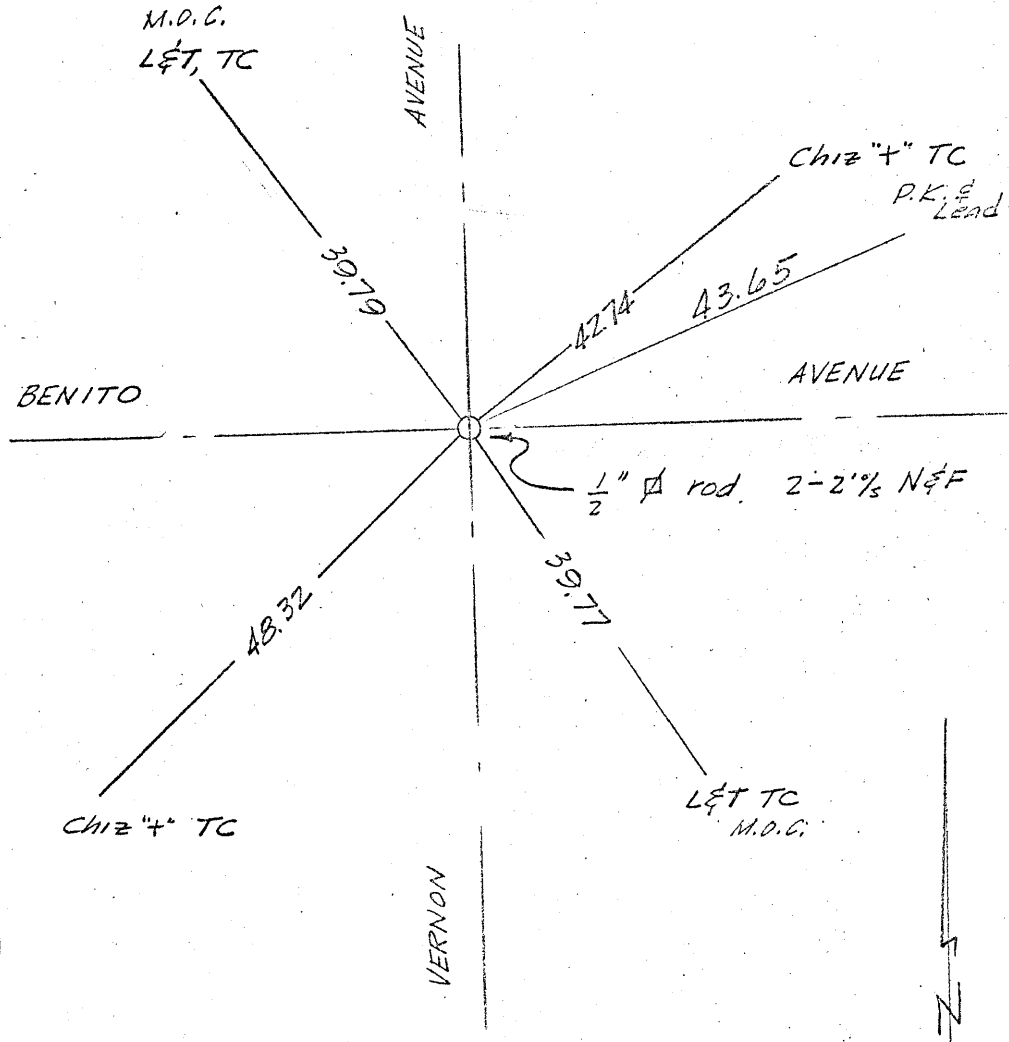 M.O.C.
L&T, TC
AVENUE
Chiz "+" TC
P.K. &
Lead
39.79
42.74
43.65
BENITO
AVENUE
1/2" rod. 2-2" N&F
39.77
48.32
Chiz "+" TC
L&T TC
M.O.C.
VERNON
N